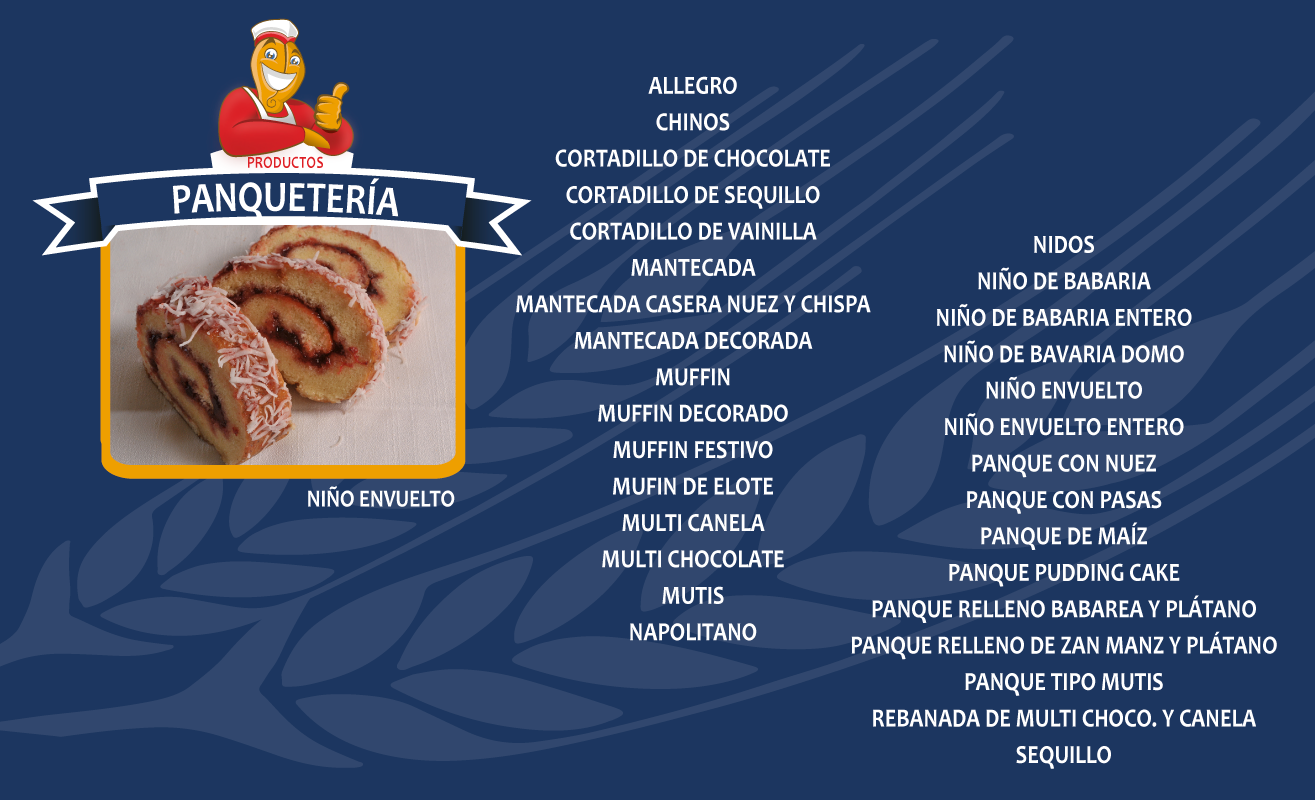 PRODUCTOS
PANQUETERÍA
NIÑO ENVUELTO
ALLEGRO
CHINOS
CORTADILLO DE CHOCOLATE
CORTADILLO DE SEQUILLO
CORTADILLO DE VAINILLA
MANTECADA
MANTECADA CASERA NUEZ Y CHISPA
MANTECADA DECORADA
MUFFIN
MUFFIN DECORADO
MUFFIN FESTIVO
MUFIN DE ELOTE
MULTI CANELA
MULTI CHOCOLATE
MUTIS
NAPOLITANO
NIDOS
NIÑO DE BABARIA
NIÑO DE BABARIA ENTERO
NIÑO DE BAVARIA DOMO
NIÑO ENVUELTO
NIÑO ENVUELTO ENTERO
PANQUE CON NUEZ
PANQUE CON PASAS
PANQUE DE MAÍZ
PANQUE PUDDING CAKE
PANQUE RELLENO BABAREA Y PLÁTANO
PANQUE RELLENO DE ZAN MANZ Y PLÁTANO
PANQUE TIPO MUTIS
REBANADA DE MULTI CHOCO. Y CANELA
SEQUILLO